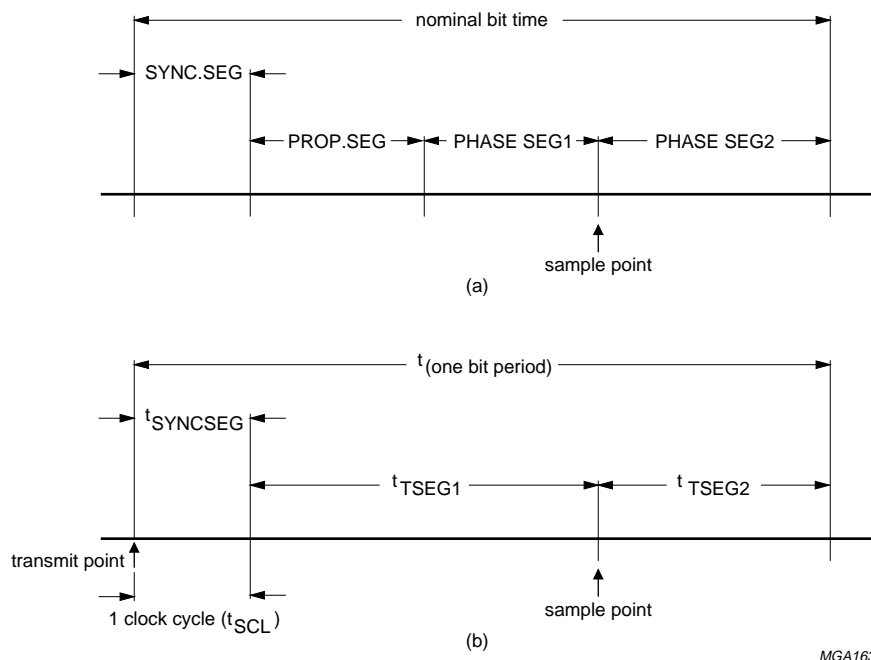 nominal bit time
SYNC.SEG
PROP.SEG PHASE SEG1 PHASE SEG2
sample point
(a)
t(one bit period)
tSYNCSEG
tTSEG1 tTSEG2
transmit point
1 clock cycle (tSCL)
sample point
(b)
MGA163